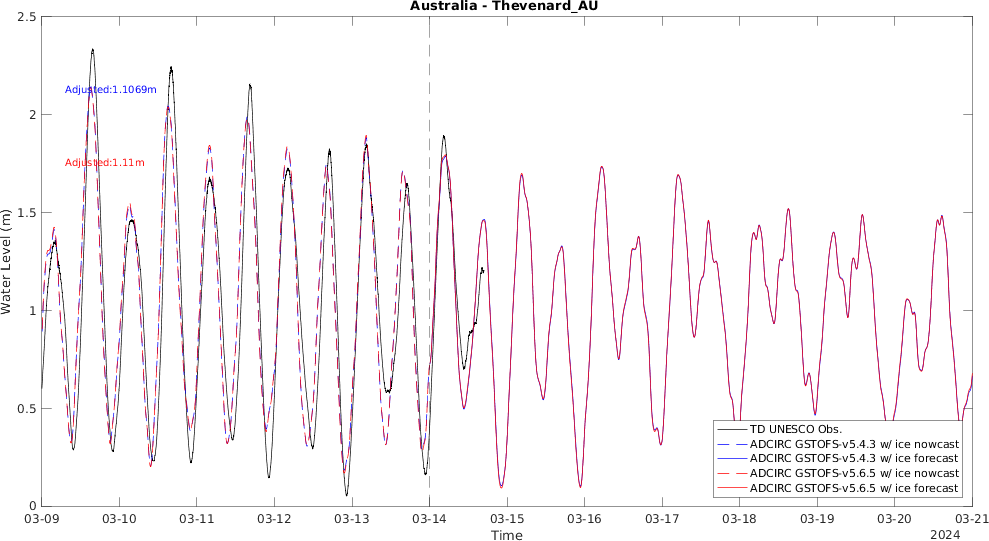 Australia - Thevenard_AU
2.5
2
1.5
1
0.5
0
Water Level (m)
Adjusted:1.1069m
Adjusted:1.11m
TD UNESCO Obs.
ADCIRC GSTOFS-v5.4.3 w/ ice nowcast
ADCIRC GSTOFS-v5.4.3 w/ ice forecast
ADCIRC GSTOFS-v5.6.5 w/ ice nowcast
ADCIRC GSTOFS-v5.6.5 w/ ice forecast
03-09 03-10 03-11 03-12 03-13 03-14 03-15 03-16 03-17 03-18 03-19 03-20 03-21
Time
2024